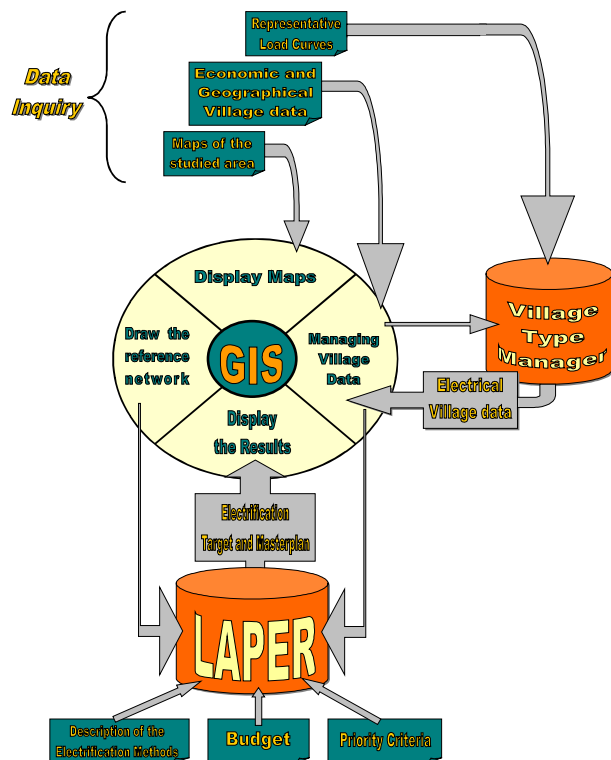 Representative
Load Curves
Data
Inquiry
Economic and
Geographical
Village data
Maps of the
studied area
Display Maps
Draw the
reference
network
GIS
Managing
Village
Data
Display
the Results
Village
Type
Manager
Electrical
Village data
Electrification
Target and Masterplan
LAPER
Description of the
Electrification Methods
Budget
Priority Criteria